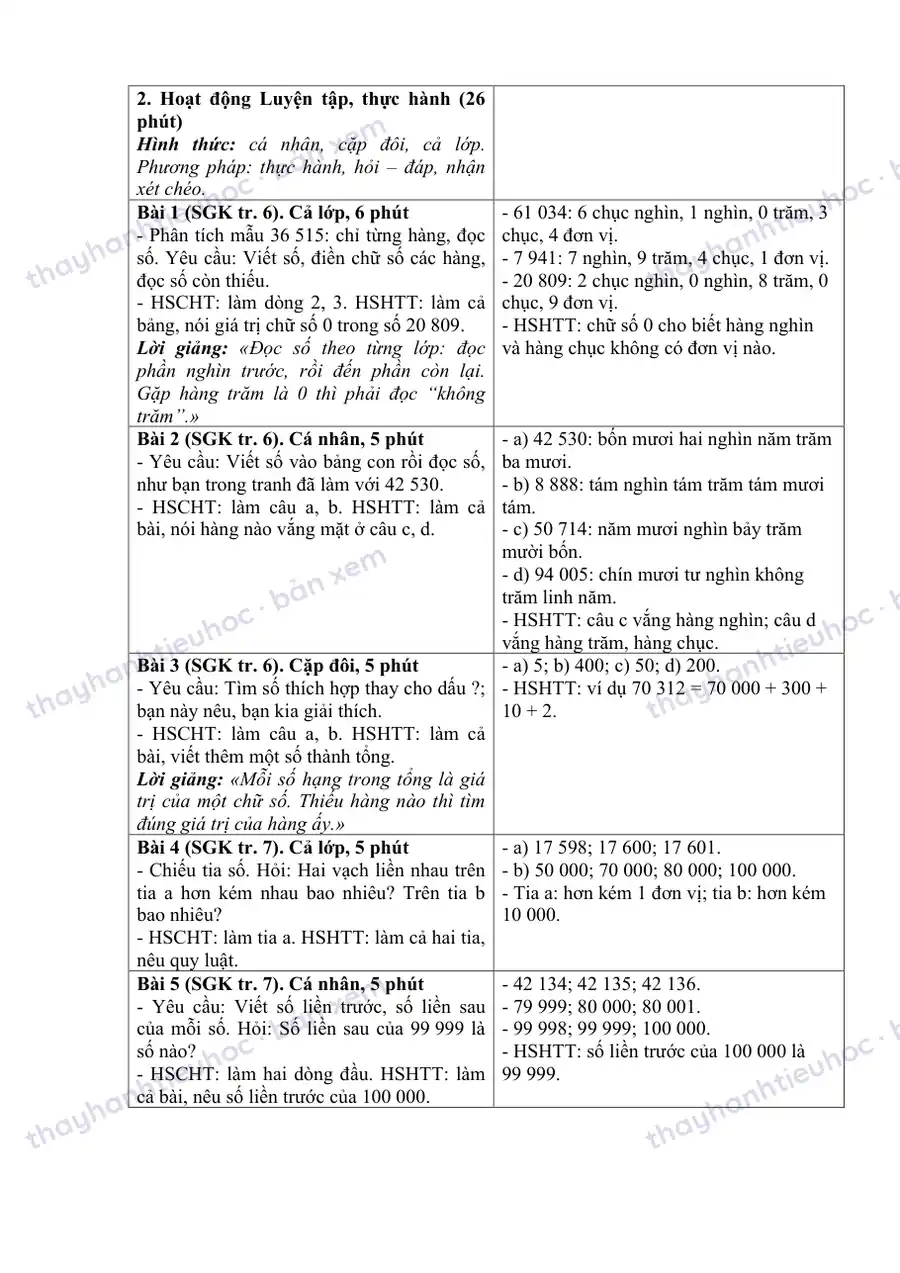 2. Hoạt động Luyện tập, thực hành (26
phút)
Hình thức: cá nhân, cặp đôi, cả lớp.
Phương pháp: thực hành, hỏi – đáp, nhận
xét chéo.
Bài 1 (SGK tr. 6). Cả lớp, 6 phút
- Phân tích mẫu 36 515: chỉ từng hàng, đọc
số. Yêu cầu: Viết số, điền chữ số các hàng,
đọc số còn thiếu.
- HSCHT: làm dòng 2, 3. HSHTT: làm cả
bảng, nói giá trị chữ số 0 trong số 20 809.
Lời giảng: «Đọc số theo từng lớp: đọc
phần nghìn trước, rồi đến phần còn lại.
Gặp hàng trăm là 0 thì phải đọc “không
trăm”.»
- 61 034: 6 chục nghìn, 1 nghìn, 0 trăm, 3
chục, 4 đơn vị.
- 7 941: 7 nghìn, 9 trăm, 4 chục, 1 đơn vị.
- 20 809: 2 chục nghìn, 0 nghìn, 8 trăm, 0
chục, 9 đơn vị.
- HSHTT: chữ số 0 cho biết hàng nghìn
và hàng chục không có đơn vị nào.
Bài 2 (SGK tr. 6). Cá nhân, 5 phút
- Yêu cầu: Viết số vào bảng con rồi đọc số,
như bạn trong tranh đã làm với 42 530.
- HSCHT: làm câu a, b. HSHTT: làm cả
bài, nói hàng nào vắng mặt ở câu c, d.
- a) 42 530: bốn mươi hai nghìn năm trăm
ba mươi.
- b) 8 888: tám nghìn tám trăm tám mươi
tám.
- c) 50 714: năm mươi nghìn bảy trăm
mười bốn.
- d) 94 005: chín mươi tư nghìn không
trăm linh năm.
- HSHTT: câu c vắng hàng nghìn; câu d
vắng hàng trăm, hàng chục.
Bài 3 (SGK tr. 6). Cặp đôi, 5 phút
- Yêu cầu: Tìm số thích hợp thay cho dấu ?;
bạn này nêu, bạn kia giải thích.
- HSCHT: làm câu a, b. HSHTT: làm cả
bài, viết thêm một số thành tổng.
Lời giảng: «Mỗi số hạng trong tổng là giá
trị của một chữ số. Thiếu hàng nào thì tìm
đúng giá trị của hàng ấy.»
- a) 5; b) 400; c) 50; d) 200.
- HSHTT: ví dụ 70 312 = 70 000 + 300 +
10 + 2.
Bài 4 (SGK tr. 7). Cả lớp, 5 phút
- Chiếu tia số. Hỏi: Hai vạch liền nhau trên
tia a hơn kém nhau bao nhiêu? Trên tia b
bao nhiêu?
- HSCHT: làm tia a. HSHTT: làm cả hai tia,
nêu quy luật.
- a) 17 598; 17 600; 17 601.
- b) 50 000; 70 000; 80 000; 100 000.
- Tia a: hơn kém 1 đơn vị; tia b: hơn kém
10 000.
Bài 5 (SGK tr. 7). Cá nhân, 5 phút
- Yêu cầu: Viết số liền trước, số liền sau
của mỗi số. Hỏi: Số liền sau của 99 999 là
số nào?
- HSCHT: làm hai dòng đầu. HSHTT: làm
cả bài, nêu số liền trước của 100 000.
- 42 134; 42 135; 42 136.
- 79 999; 80 000; 80 001.
- 99 998; 99 999; 100 000.
- HSHTT: số liền trước của 100 000 là
99 999.
thayhanhtieuhoc · bản xem
thayhanhtieuhoc · b
thayhanhtieuhoc · bản xem
thayhanhtieuhoc · b
thayhanhtieuhoc · bản xem
thayhanhtieuhoc · b